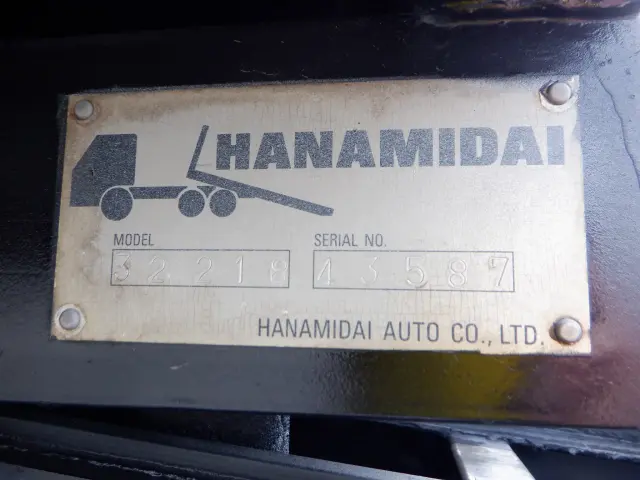 HANAMIDAI
MODEL
SERIAL NO.
32218
43587
HANAMIDAI AUTO CO., LTD.